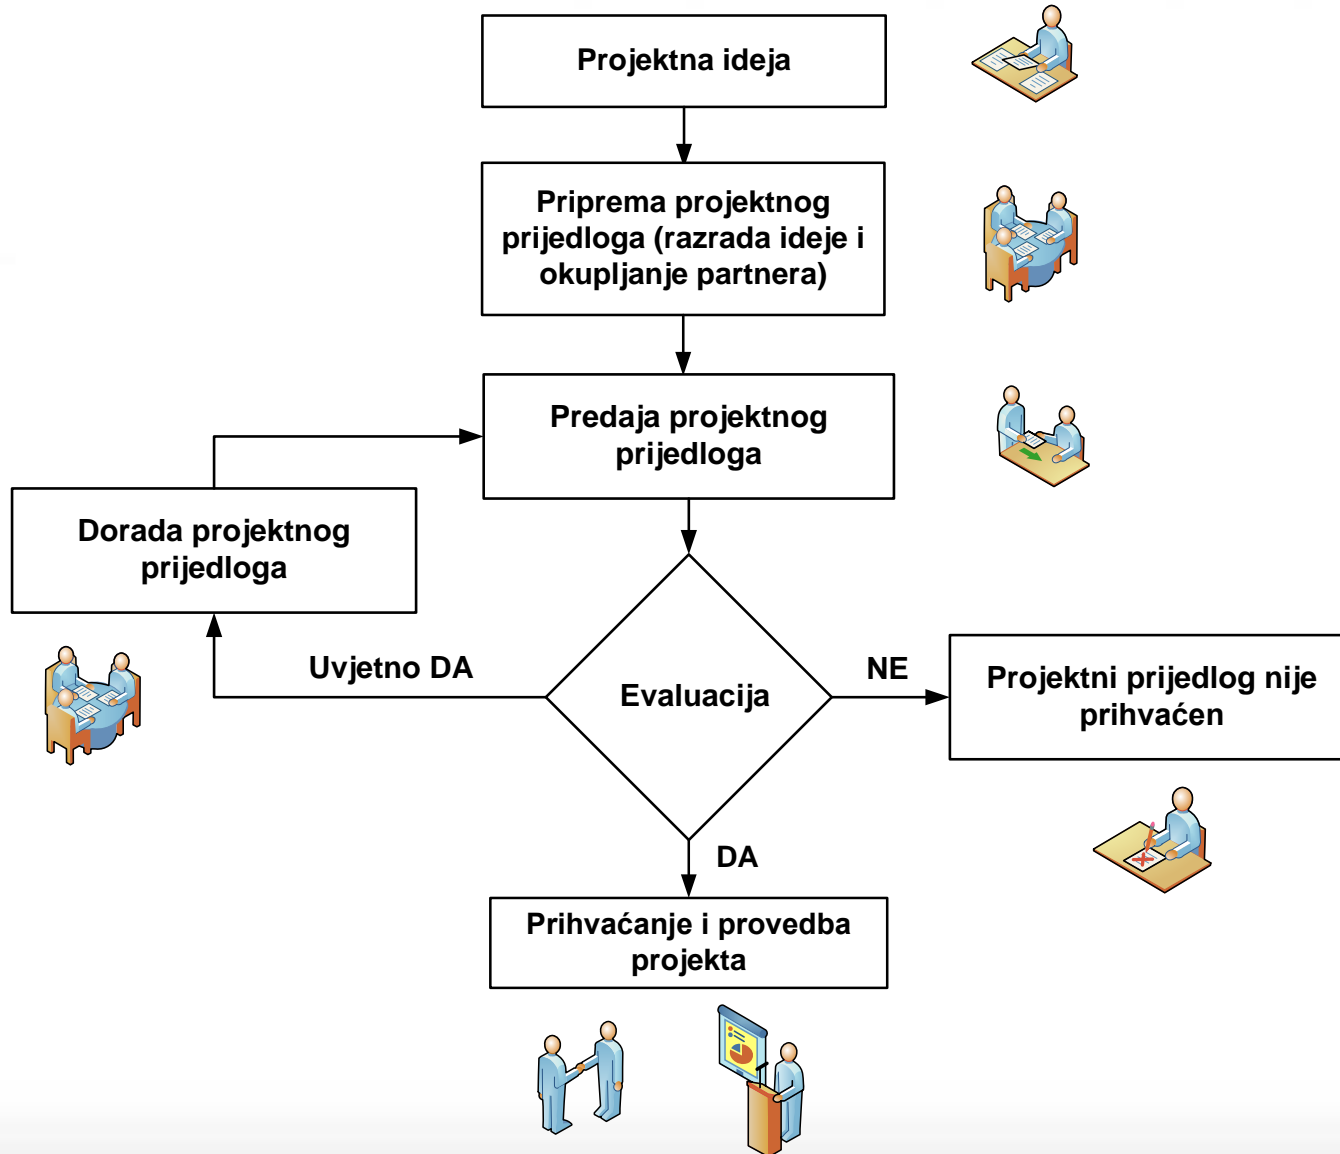 Projektna ideja
Priprema projektnog
prijedloga (razrada ideje i
okupljanje partnera)
Predaja projektnog
prijedloga
Dorada projektnog
prijedloga
Uvjetno DA
Evaluacija
NE
Projektni prijedlog nije
prihvaćen
DA
Prihvaćanje i provedba
projekta